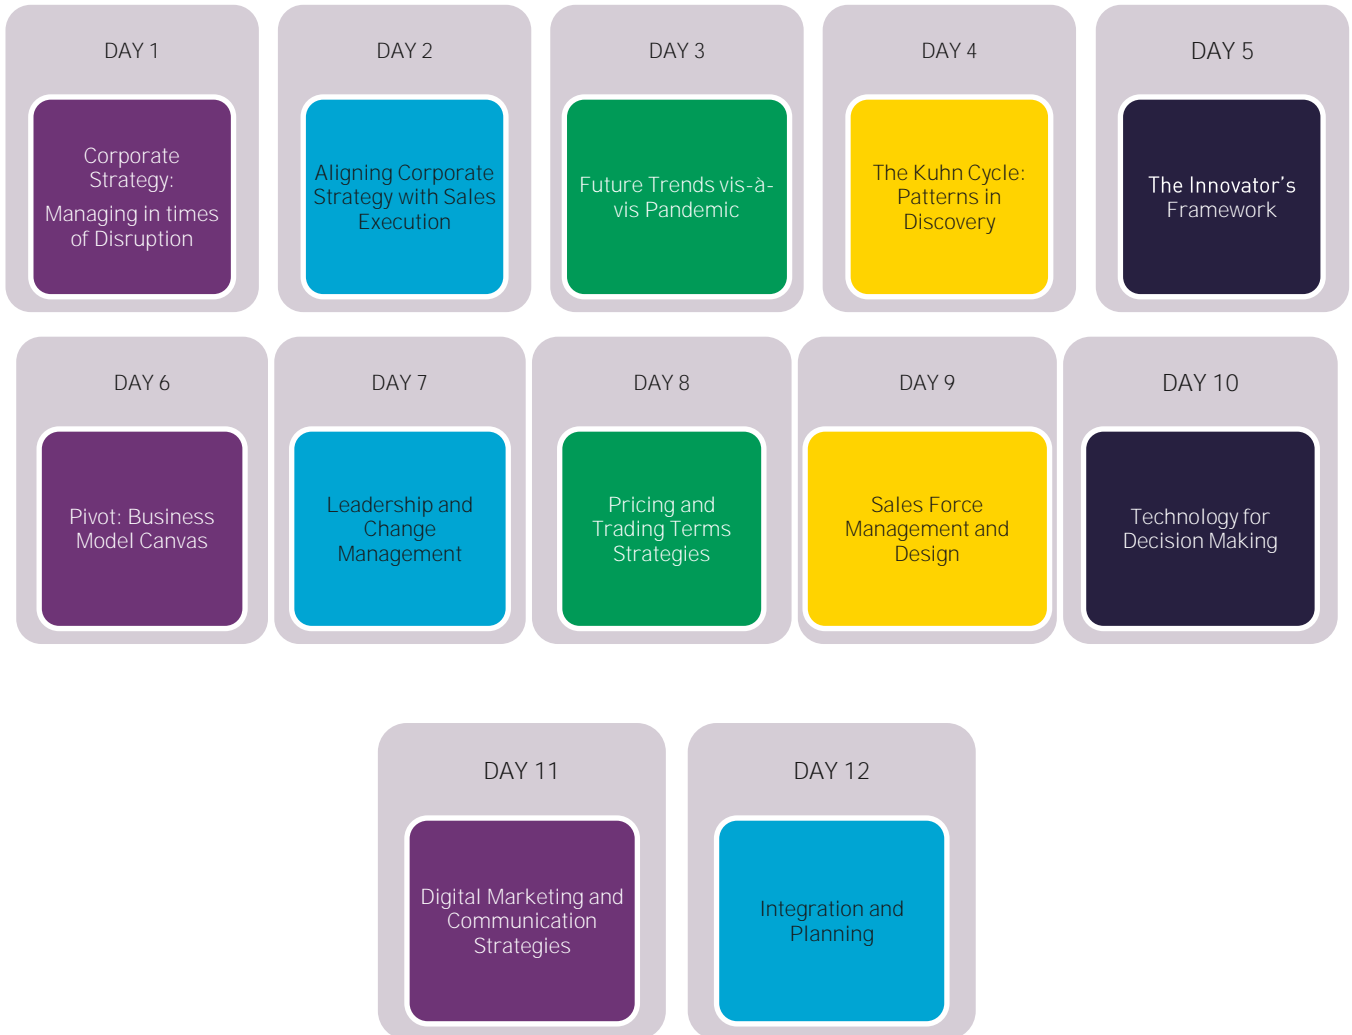 DAY 1
Corporate
Strategy:
Managing in times
of Disruption
DAY 2
Aligning Corporate
Strategy with Sales
Execution
DAY 3
Future Trends vis-à-
vis Pandemic
DAY 4
The Kuhn Cycle:
Patterns in
Discovery
DAY 5
The Innovator’s
Framework
DAY 6
Pivot: Business
Model Canvas
DAY 7
Leadership and
Change
Management
DAY 8
Pricing and
Trading Terms
Strategies
DAY 9
Sales Force
Management and
Design
DAY 10
Technology for
Decision Making
DAY 11
Digital Marketing and
Communication
Strategies
DAY 12
Integration and
Planning